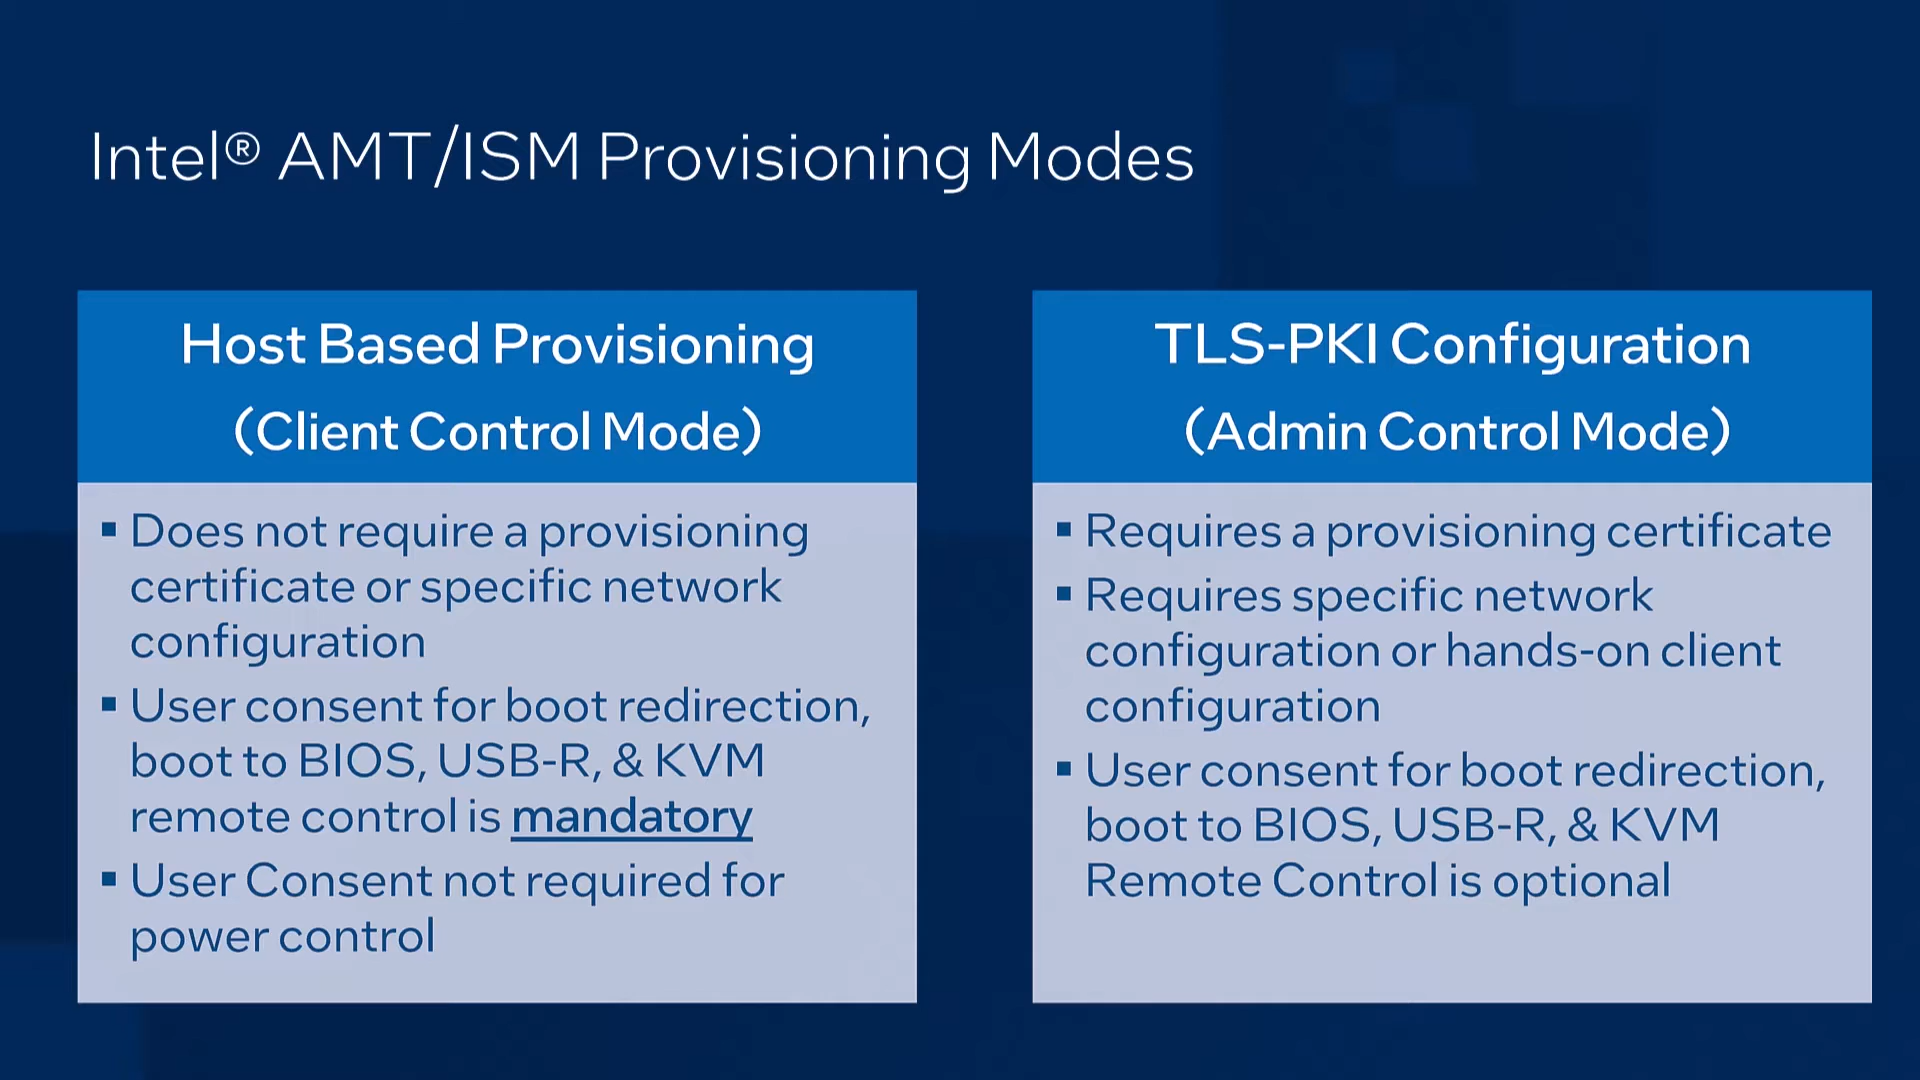 Intel® AMT/ISM Provisioning Modes
Host Based Provisioning
(Client Control Mode)
▪ Does not require a provisioning
certificate or specific network
configuration
▪ User consent for boot redirection,
boot to BIOS, USB-R, & KVM
remote control is mandatory
▪ User Consent not required for
power control
TLS-PKI Configuration
(Admin Control Mode)
▪ Requires a provisioning certificate
▪ Requires specific network
configuration or hands-on client
configuration
▪ User consent for boot redirection,
boot to BIOS, USB-R, & KVM
Remote Control is optional